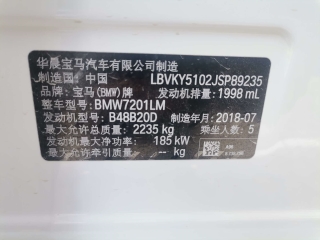 华晨宝马汽车有限公司制造
制造国: 中国 LBVKY5102JSP89235
品牌: 宝马(BMW)牌 发动机排量: 1998 mL
整车型号: BMW7201LM
发动机型号: B48B20D 制造年月: 2018-07
最大允许总质量: 2235 kg 乘坐人数: 5
发动机最大净功率: 185 kW
最大允许牵引质量: -- kg